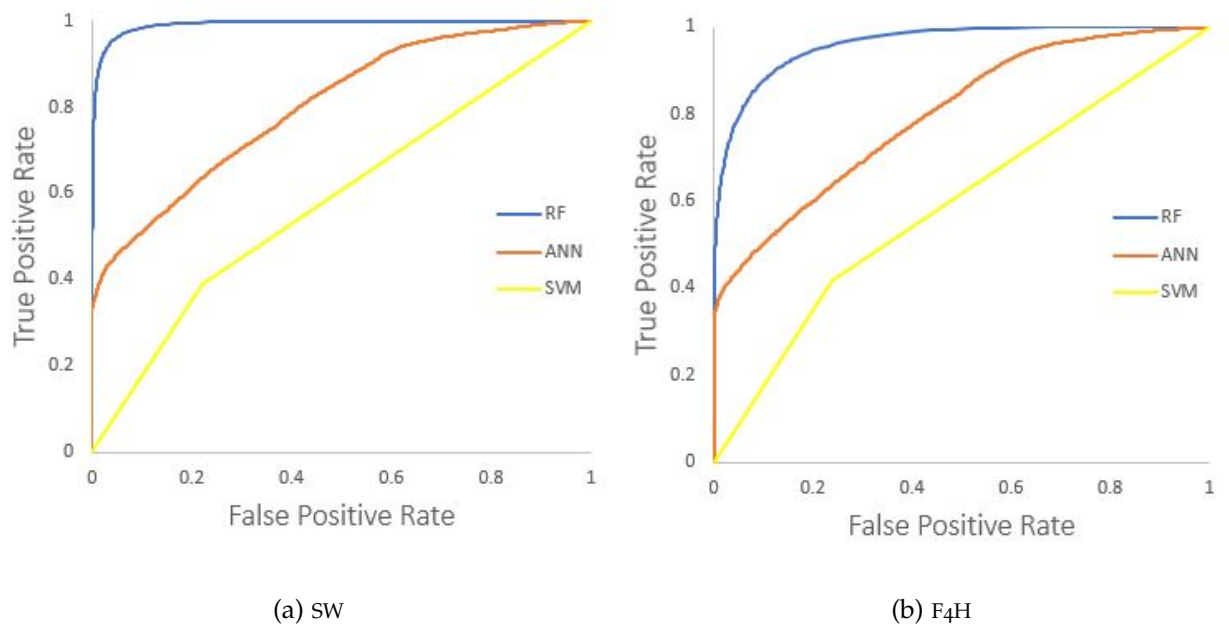 1
0.8
0.6
0.4
0.2
0
True Positive Rate
RF
ANN
SVM
0 0.2 0.4 0.6 0.8 1
False Positive Rate
(a) SW
1
0.8
0.6
0.4
0.2
0
True Positive Rate
RF
ANN
SVM
0 0.2 0.4 0.6 0.8 1
False Positive Rate
(b) F4H